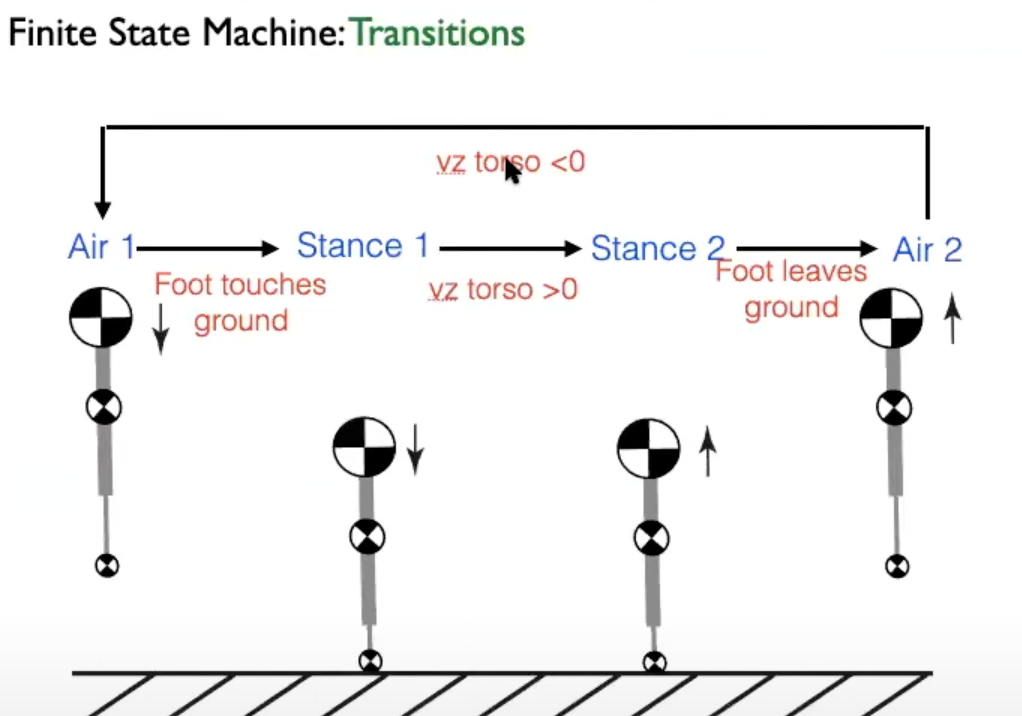 Finite State Machine: Transitions
vz torso <0
Air 1
Stance 1
Stance 2
Air 2
Foot touches
ground
vz torso >0
Foot leaves
ground